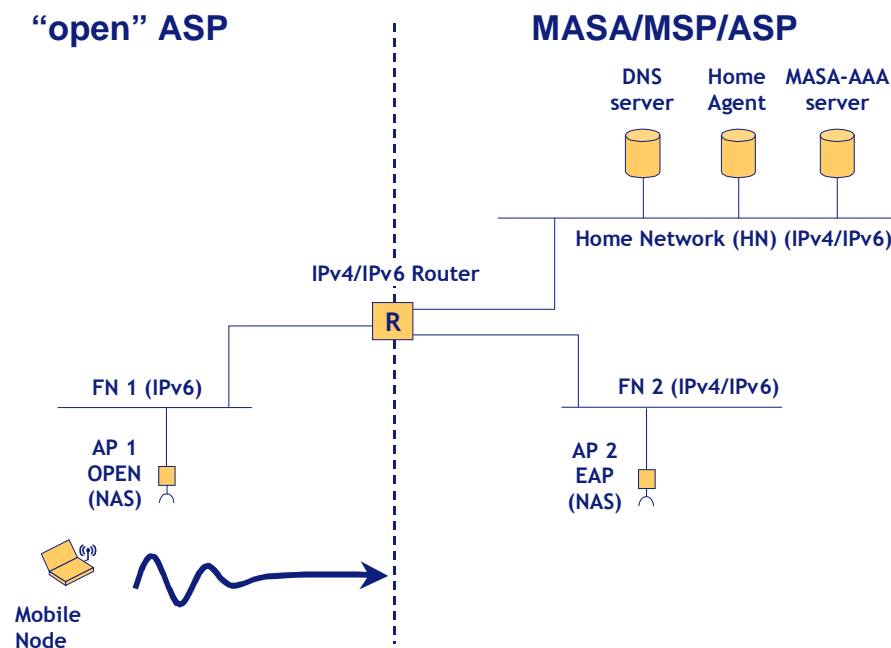 “open” ASP
MASA/MSP/ASP
DNS
server
Home
Agent
MASA-AAA
server
Home Network (HN) (IPv4/IPv6)
IPv4/IPv6 Router
R
FN 1 (IPv6)
FN 2 (IPv4/IPv6)
AP 1
OPEN
(NAS)
AP 2
EAP
(NAS)
Mobile
Node